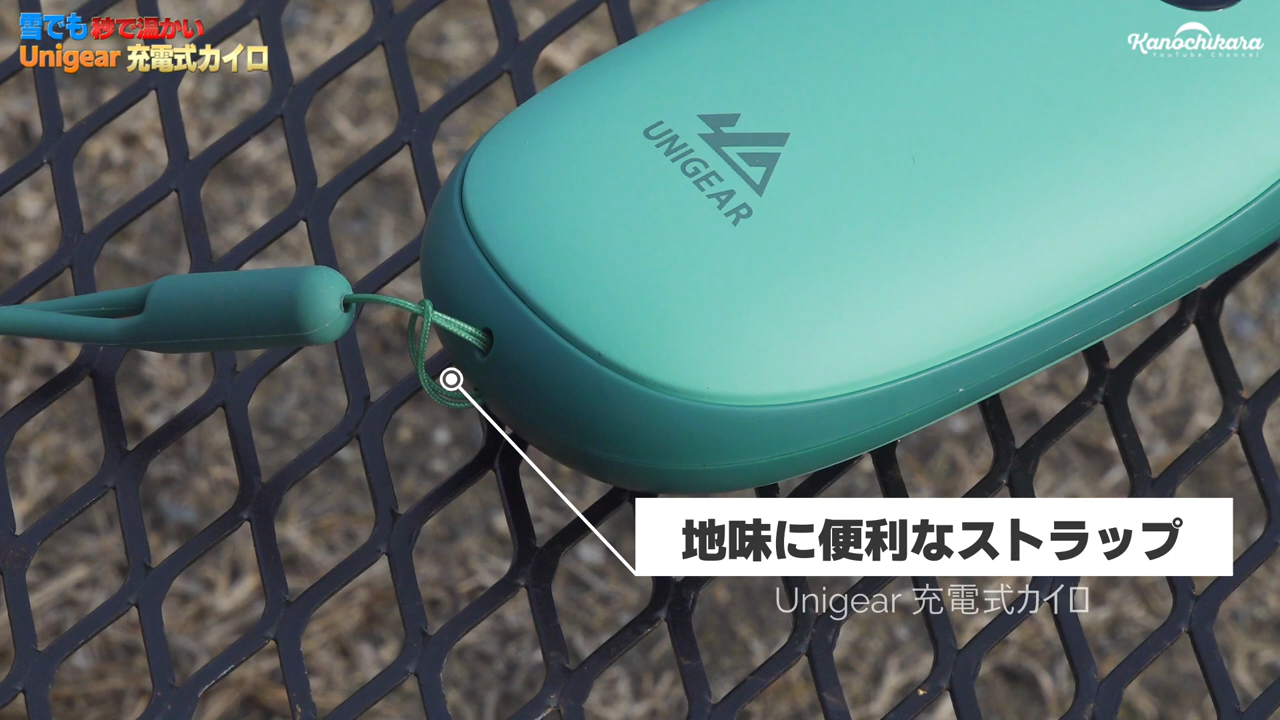 雪でも秒で温かい
Unigear 充電式カイロ
Kanochikara
YouTube Channel
UNIGEAR
地味に便利なストラップ
Unigear 充電式カイロ